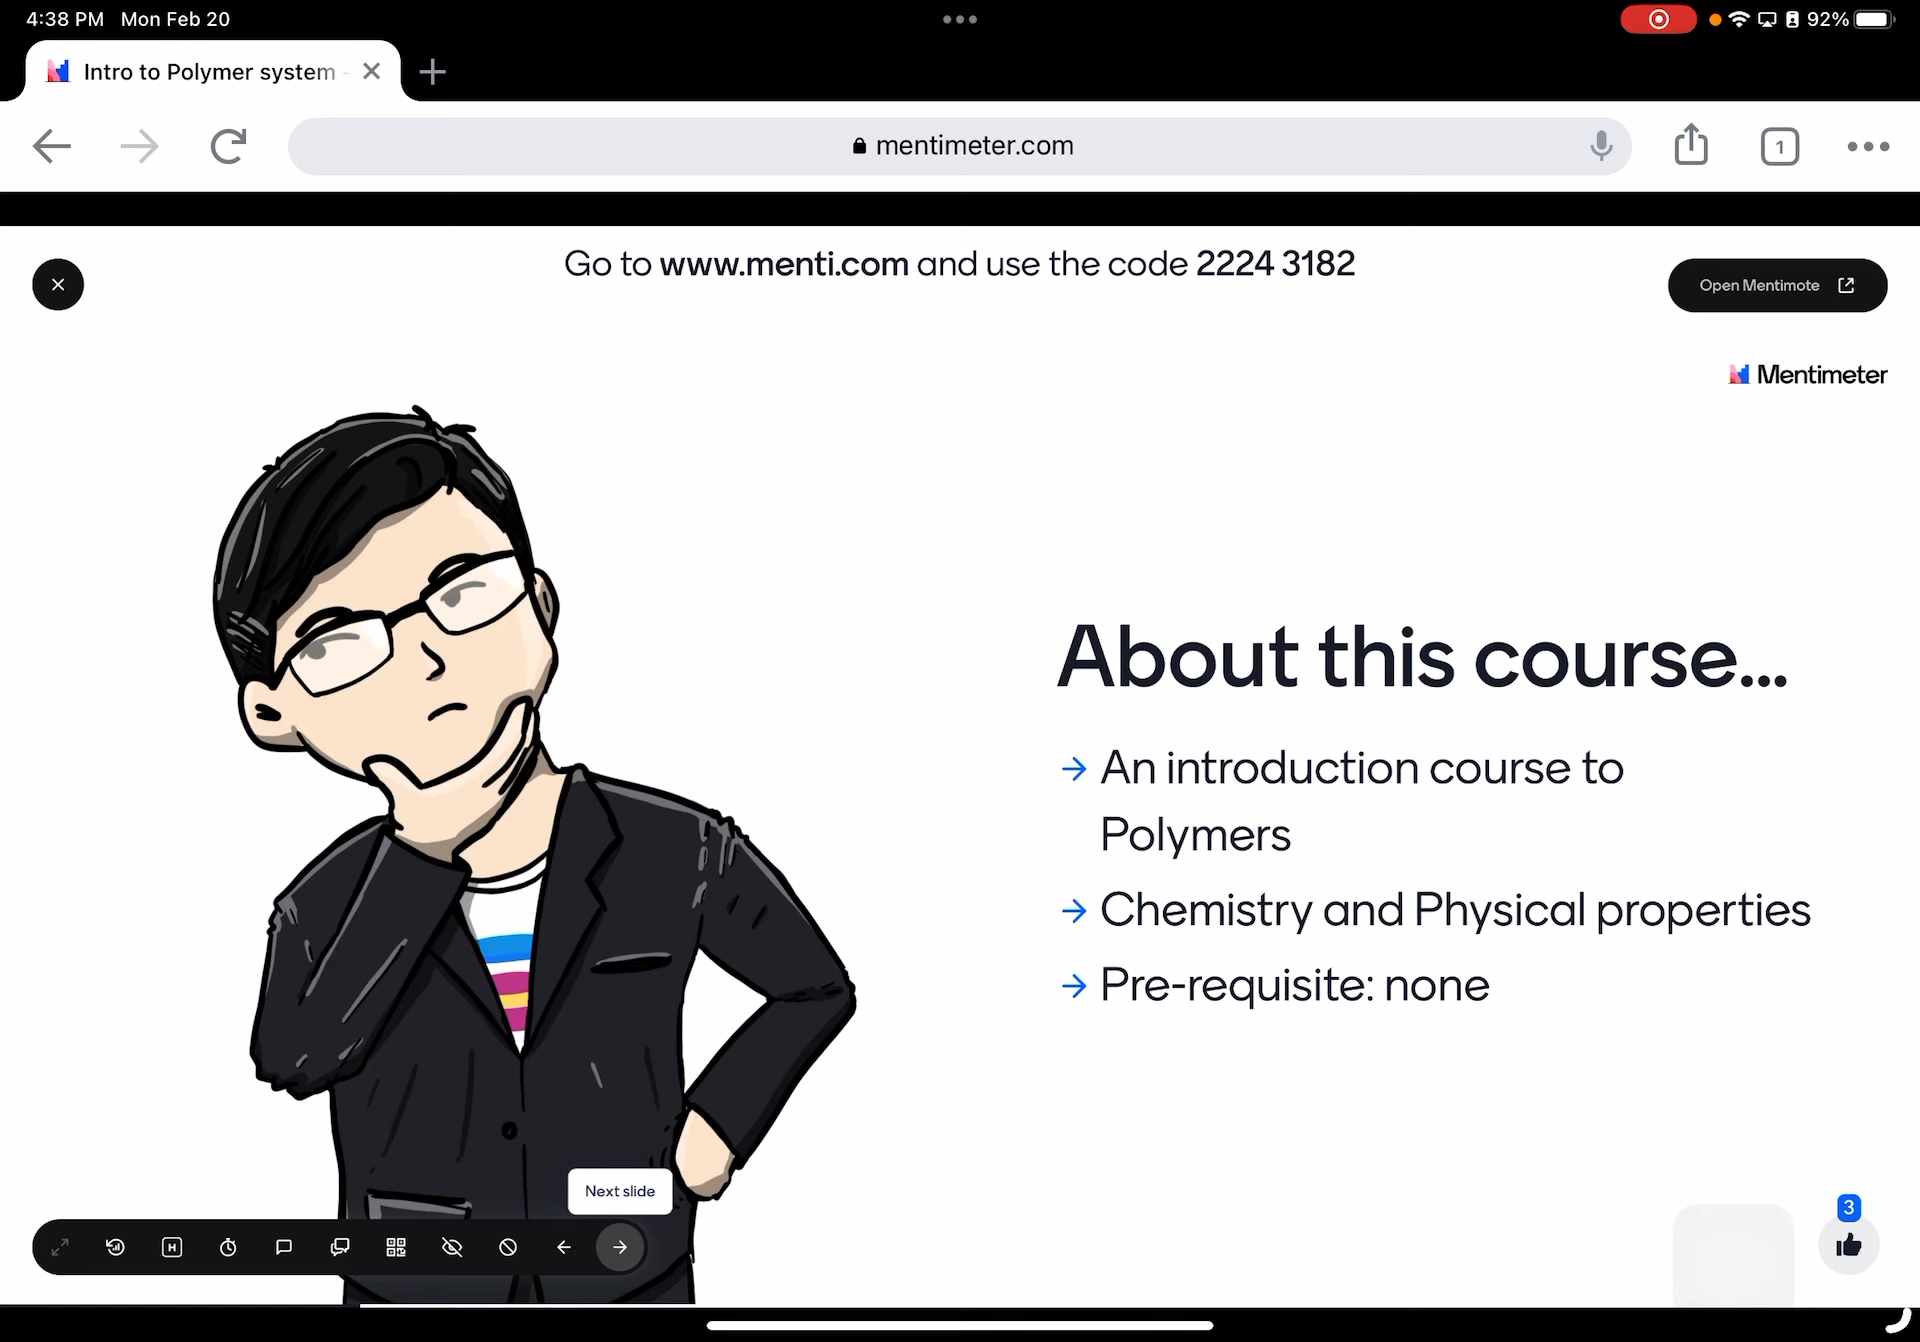 4:38 PM Mon Feb 20
92%
Intro to Polymer system -
mentimeter.com
1
Go to www.menti.com and use the code 2224 3182
Open Mentimote
Mentimeter
About this course...
→ An introduction course to
Polymers
→ Chemistry and Physical properties
→ Pre-requisite: none
Next slide
H
3